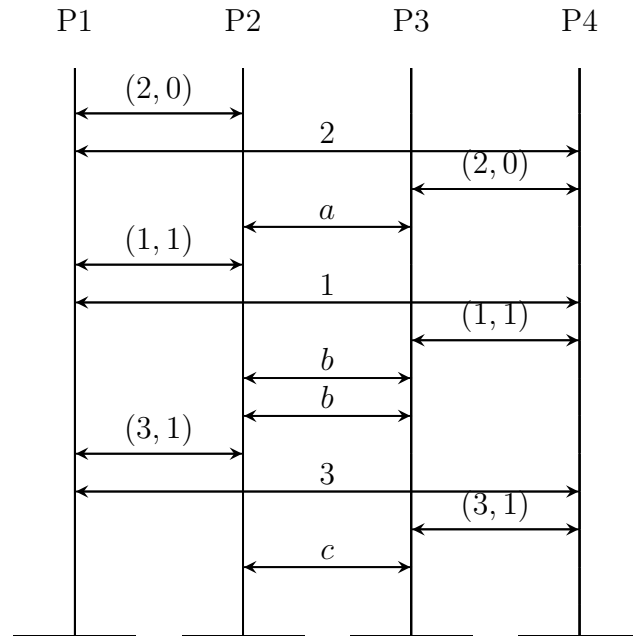 P1 P2 P3 P4
(2, 0)
2
(2, 0)
a
(1, 1)
1
(1, 1)
b
b
(3, 1)
3
(3, 1)
c